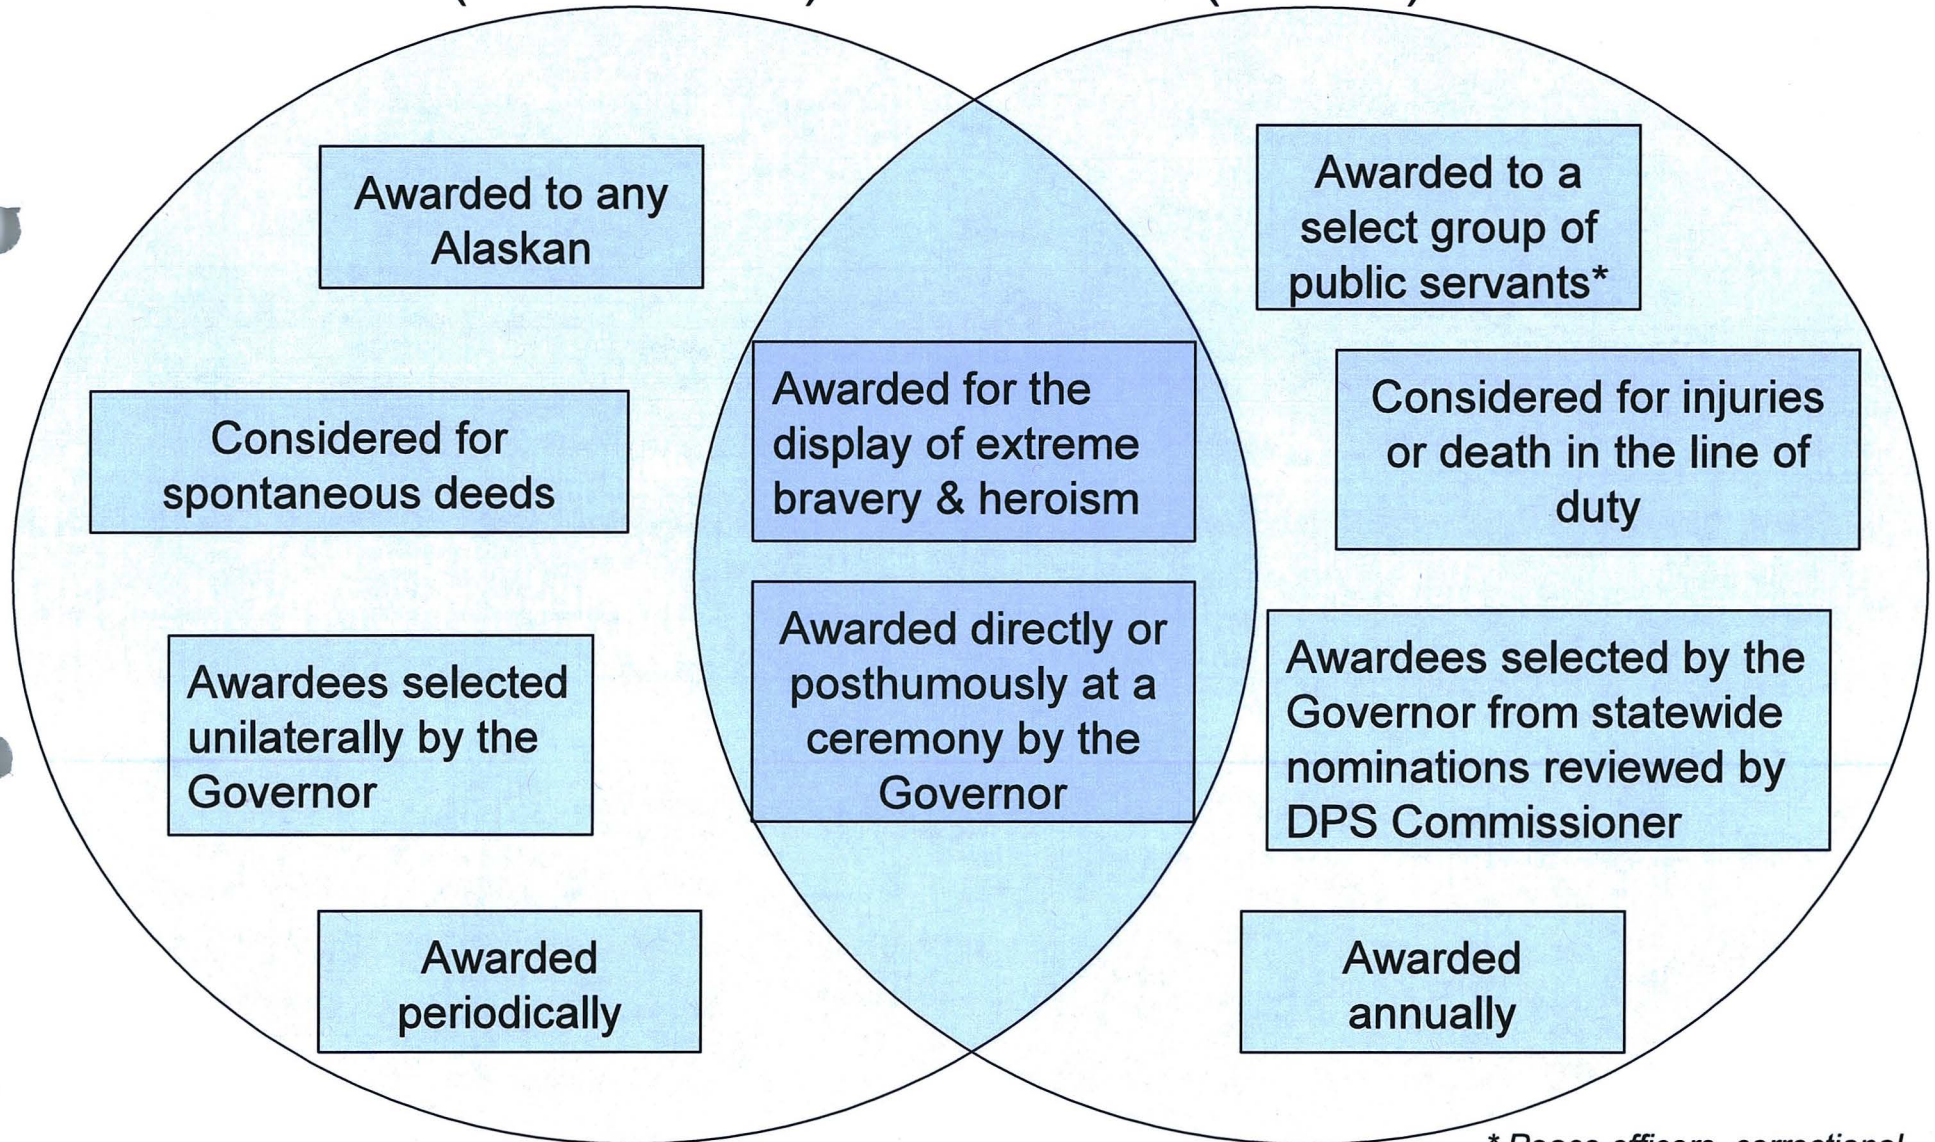 Awarded to any
Alaskan
Considered for
spontaneous deeds
Awardees selected
unilaterally by the
Governor
Awarded
periodically
Awarded for the
display of extreme
bravery & heroism
Awarded directly or
posthumously at a
ceremony by the
Governor
Awarded to a
select group of
public servants*
Considered for injuries
or death in the line of
duty
Awardees selected by the
Governor from statewide
nominations reviewed by
DPS Commissioner
Awarded
annually
* Peace officers, correctional